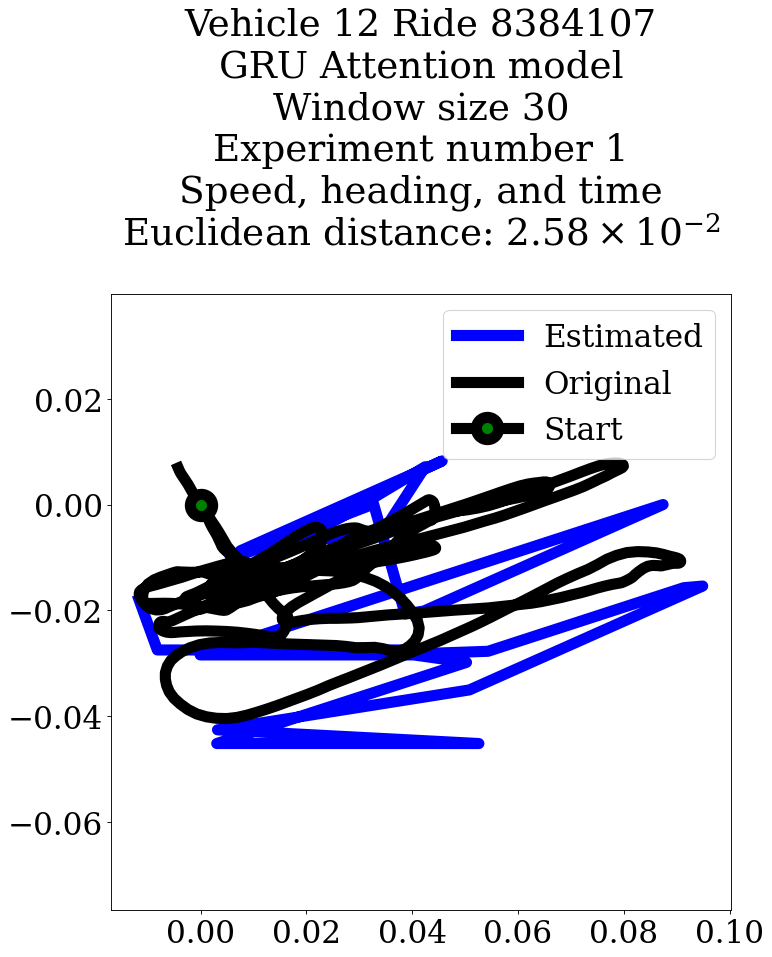 Vehicle 12 Ride 8384107
GRU Attention model
Window size 30
Experiment number 1
Speed, heading, and time
Euclidean distance: 2.58 × 10⁻²
Estimated
Original
Start
0.02
0.00
−0.02
−0.04
−0.06
0.00 0.02 0.04 0.06 0.08 0.10